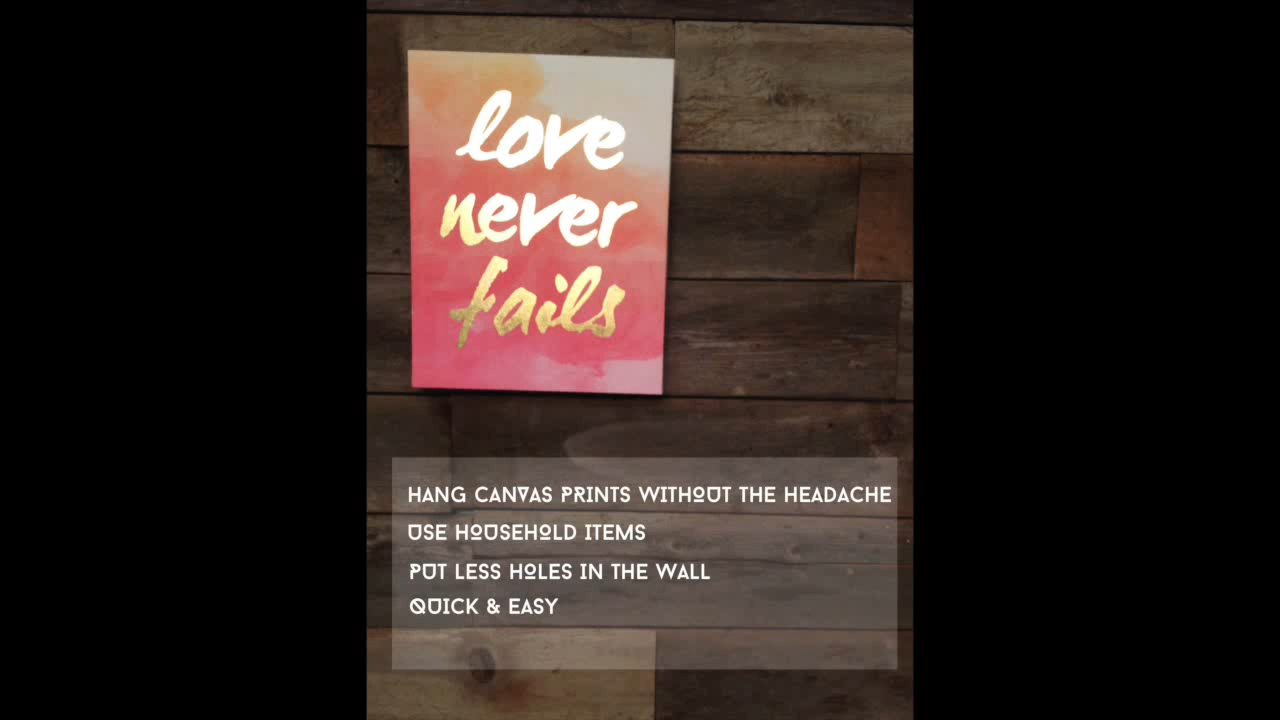 love
never
fails
HANG CANVAS PRINTS WITHOUT THE HEADACHE
USE HOUSEHOLD ITEMS
PUT LESS HOLES IN THE WALL
QUICK & EASY